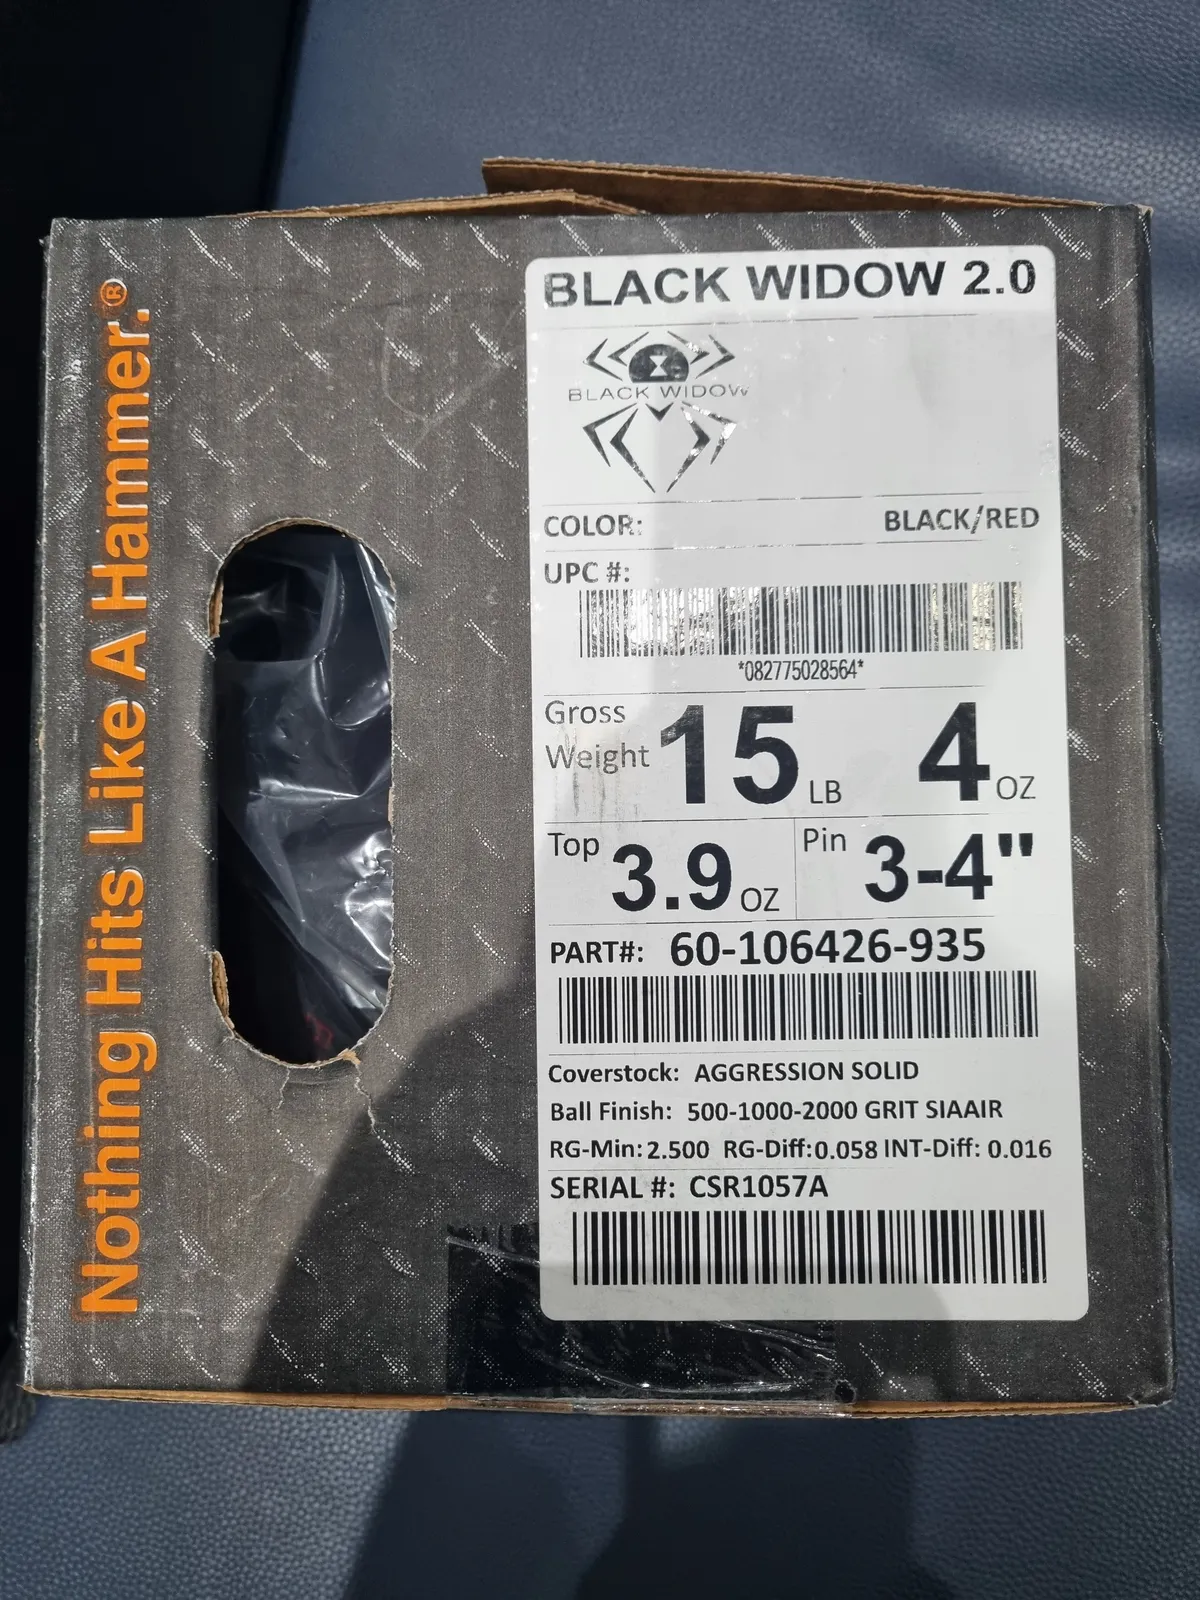 Nothing Hits Like A Hammer.®
BLACK WIDOW 2.0
BLACK WIDOW
COLOR: BLACK/RED
UPC #:
*082775028564*
Gross Weight 15 LB 4 OZ
Top 3.9 OZ Pin 3-4"
PART#: 60-106426-935
Coverstock: AGGRESSION SOLID
Ball Finish: 500-1000-2000 GRIT SIAAIR
RG-Min: 2.500 RG-Diff: 0.058 INT-Diff: 0.016
SERIAL #: CSR1057A